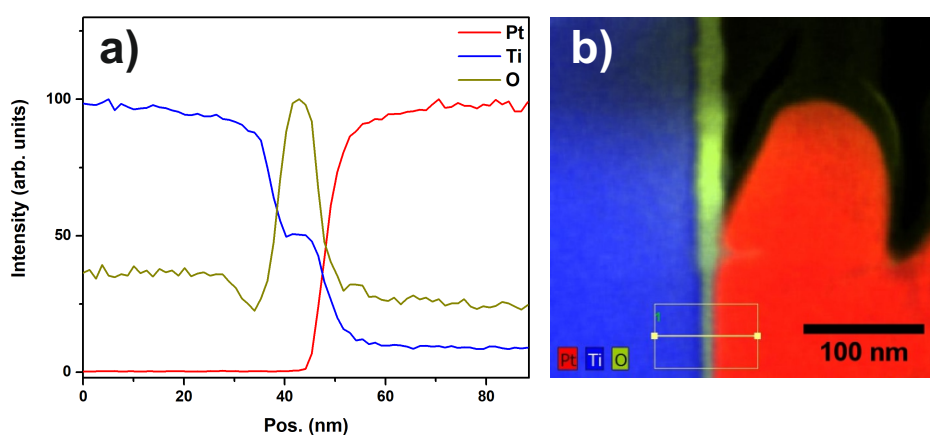 a)
Pt
Ti
O
100
50
0
0 20 40 60 80
Intensity (arb. units)
Pos. (nm)
b)
1
Pt Ti O
100 nm